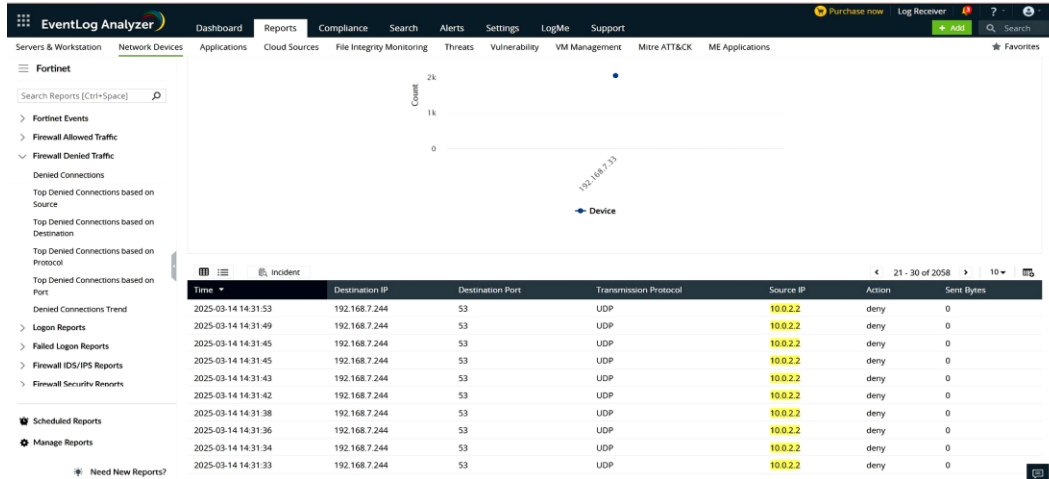 Purchase now Log Receiver ?
EventLog Analyzer Dashboard Reports Compliance Search Alerts Settings LogMe Support + Add Search
Servers & Workstation Network Devices Applications Cloud Sources File Integrity Monitoring Threats Vulnerability VM Management Mitre ATT&CK ME Applications Favorites
Fortinet
Search Reports [Ctrl+Space]
Fortinet Events
Firewall Allowed Traffic
Firewall Denied Traffic
Denied Connections
Top Denied Connections based on
Source
Top Denied Connections based on
Destination
Top Denied Connections based on
Protocol
Top Denied Connections based on
Port
Denied Connections Trend
Logon Reports
Failed Logon Reports
Firewall IDS/IPS Reports
Firewall Security Reports
Scheduled Reports
Manage Reports
Need New Reports?
Count
2k
1k
0
192.168.7.33
Device
Incident 21 - 30 of 2058 10
Time Destination IP Destination Port Transmission Protocol Source IP Action Sent Bytes
2025-03-14 14:31:53 192.168.7.244 53 UDP 10.0.2.2 deny 0
2025-03-14 14:31:49 192.168.7.244 53 UDP 10.0.2.2 deny 0
2025-03-14 14:31:45 192.168.7.244 53 UDP 10.0.2.2 deny 0
2025-03-14 14:31:45 192.168.7.244 53 UDP 10.0.2.2 deny 0
2025-03-14 14:31:43 192.168.7.244 53 UDP 10.0.2.2 deny 0
2025-03-14 14:31:42 192.168.7.244 53 UDP 10.0.2.2 deny 0
2025-03-14 14:31:38 192.168.7.244 53 UDP 10.0.2.2 deny 0
2025-03-14 14:31:36 192.168.7.244 53 UDP 10.0.2.2 deny 0
2025-03-14 14:31:34 192.168.7.244 53 UDP 10.0.2.2 deny 0
2025-03-14 14:31:33 192.168.7.244 53 UDP 10.0.2.2 deny 0